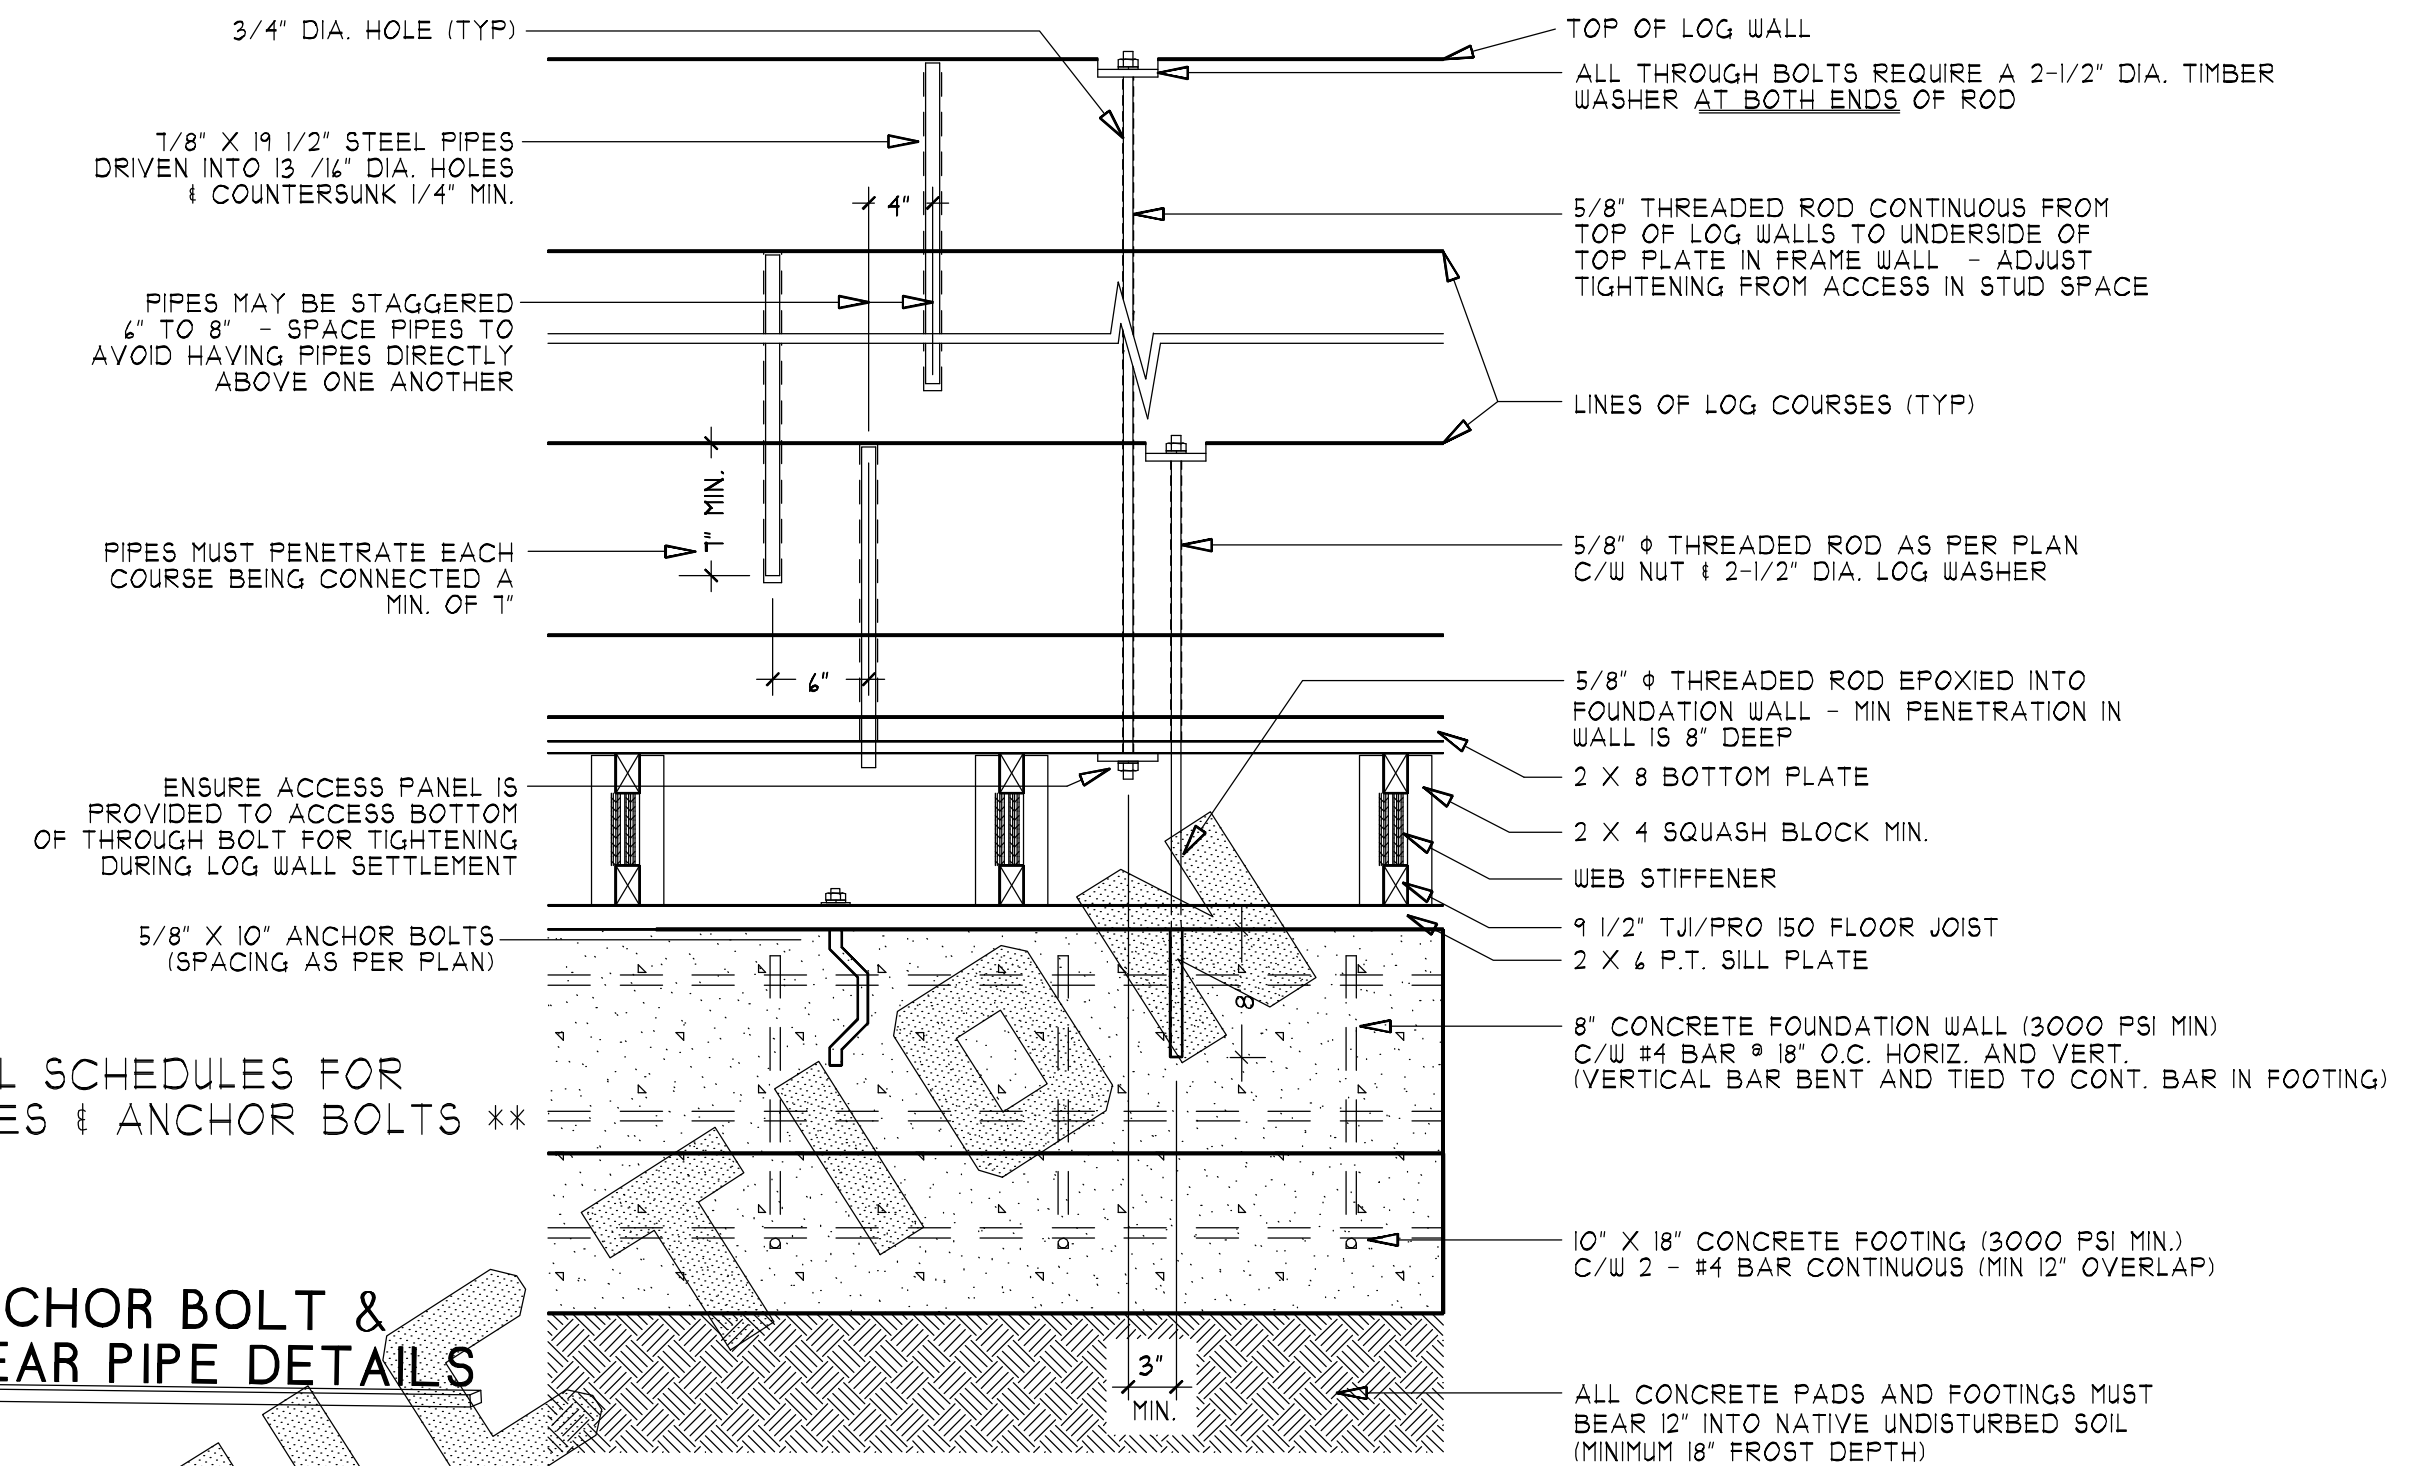 3/4" DIA. HOLE (TYP)
7/8" X 19 1/2" STEEL PIPES
DRIVEN INTO 13 /16" DIA. HOLES
& COUNTERSUNK 1/4" MIN.
4"
PIPES MAY BE STAGGERED
6" TO 8" - SPACE PIPES TO
AVOID HAVING PIPES DIRECTLY
ABOVE ONE ANOTHER
7" MIN.
PIPES MUST PENETRATE EACH
COURSE BEING CONNECTED A
MIN. OF 7"
6"
ENSURE ACCESS PANEL IS
PROVIDED TO ACCESS BOTTOM
OF THROUGH BOLT FOR TIGHTENING
DURING LOG WALL SETTLEMENT
5/8" X 10" ANCHOR BOLTS
(SPACING AS PER PLAN)
L SCHEDULES FOR
ES & ANCHOR BOLTS **
CHOR BOLT &
EAR PIPE DETAILS
TOP OF LOG WALL
ALL THROUGH BOLTS REQUIRE A 2-1/2" DIA. TIMBER
WASHER AT BOTH ENDS OF ROD
5/8" THREADED ROD CONTINUOUS FROM
TOP OF LOG WALLS TO UNDERSIDE OF
TOP PLATE IN FRAME WALL - ADJUST
TIGHTENING FROM ACCESS IN STUD SPACE
LINES OF LOG COURSES (TYP)
5/8" Φ THREADED ROD AS PER PLAN
C/W NUT & 2-1/2" DIA. LOG WASHER
5/8" Φ THREADED ROD EPOXIED INTO
FOUNDATION WALL - MIN PENETRATION IN
WALL IS 8" DEEP
2 X 8 BOTTOM PLATE
2 X 4 SQUASH BLOCK MIN.
WEB STIFFENER
9 1/2" TJI/PRO 150 FLOOR JOIST
2 X 6 P.T. SILL PLATE
8
8" CONCRETE FOUNDATION WALL (3000 PSI MIN)
C/W #4 BAR @ 18" O.C. HORIZ. AND VERT.
(VERTICAL BAR BENT AND TIED TO CONT. BAR IN FOOTING)
10" X 18" CONCRETE FOOTING (3000 PSI MIN.)
C/W 2 - #4 BAR CONTINUOUS (MIN 12" OVERLAP)
3"
MIN.
ALL CONCRETE PADS AND FOOTINGS MUST
BEAR 12" INTO NATIVE UNDISTURBED SOIL
(MINIMUM 18" FROST DEPTH)
TION